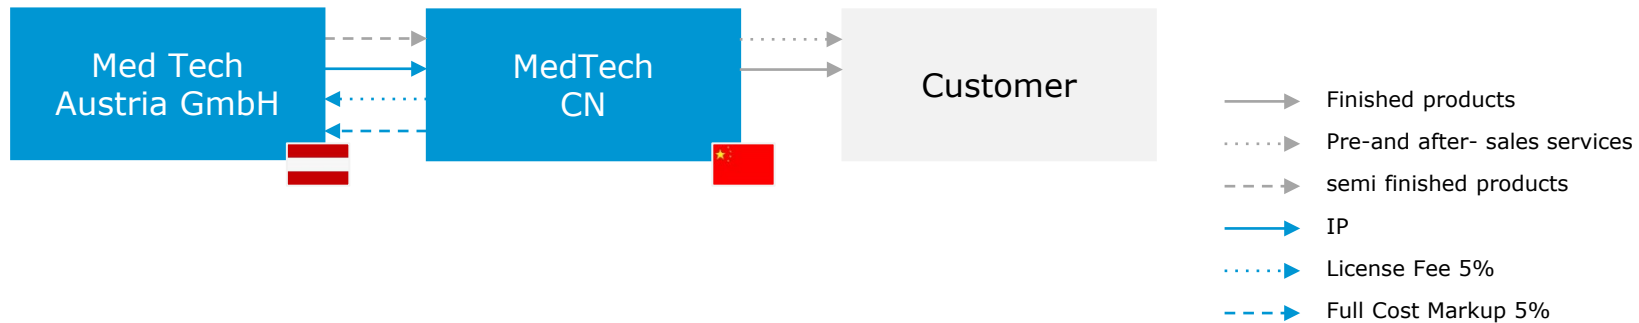 Med Tech
Austria GmbH
MedTech
CN
Customer
Finished products
Pre-and after- sales services
semi finished products
IP
License Fee 5%
Full Cost Markup 5%